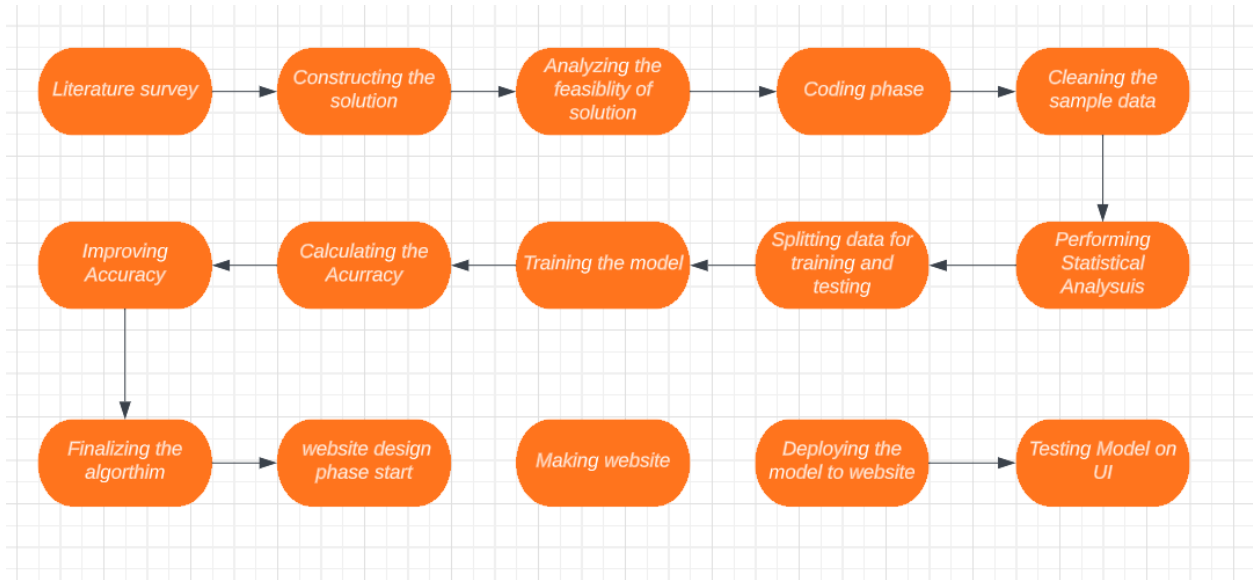 Literature survey
Constructing the
solution
Analyzing the
feasiblity of
solution
Coding phase
Cleaning the
sample data
Improving
Accuracy
Calculating the
Acurracy
Training the model
Splitting data for
training and
testing
Performing
Statistical
Analysuis
Finalizing the
algorthim
website design
phase start
Making website
Deploying the
model to website
Testing Model on
UI